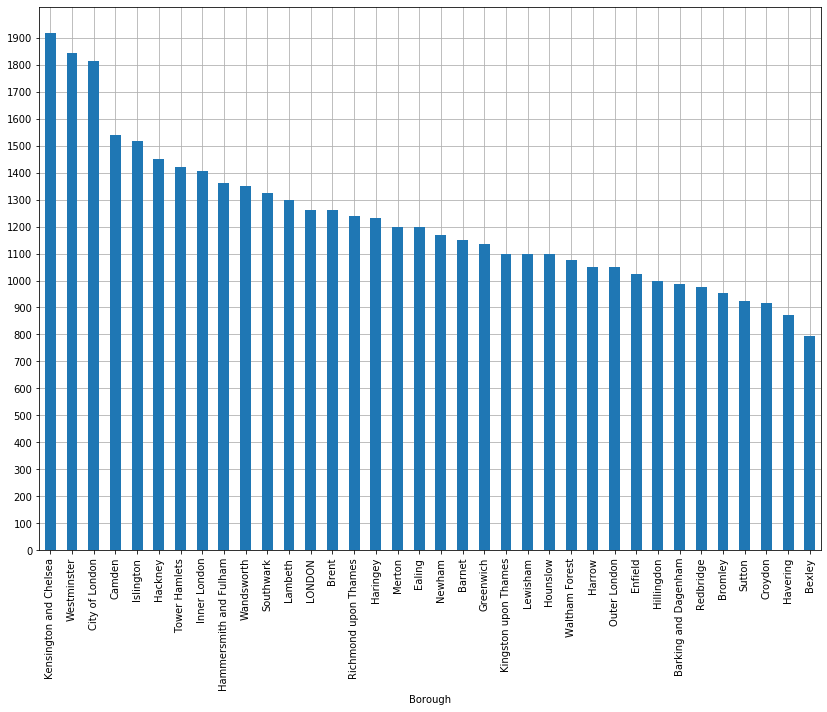 1900
1800
1700
1600
1500
1400
1300
1200
1100
1000
900
800
700
600
500
400
300
200
100
0
Kensington and Chelsea
Westminster
City of London
Camden
Islington
Hackney
Tower Hamlets
Inner London
Hammersmith and Fulham
Wandsworth
Southwark
Lambeth
LONDON
Brent
Richmond upon Thames
Haringey
Merton
Ealing
Newham
Barnet
Greenwich
Kingston upon Thames
Lewisham
Hounslow
Waltham Forest
Harrow
Outer London
Enfield
Hillingdon
Barking and Dagenham
Redbridge
Bromley
Sutton
Croydon
Havering
Bexley
Borough